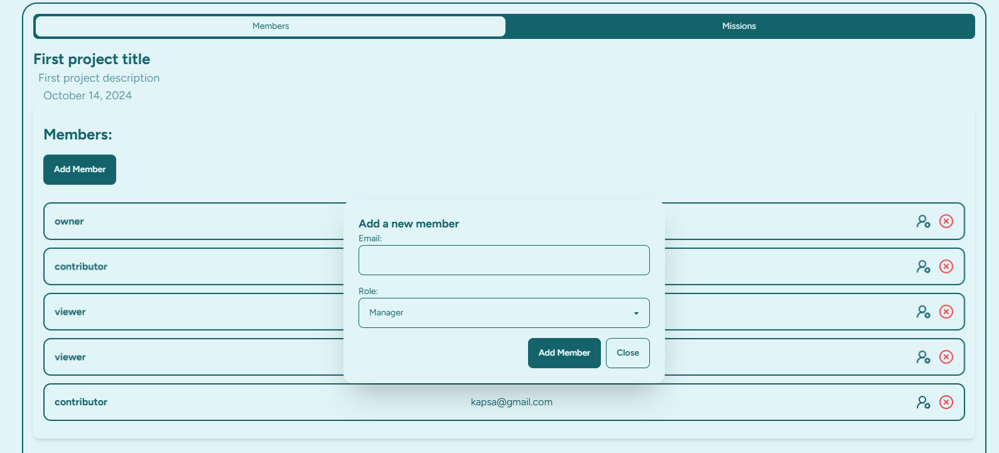 Members
Missions
First project title
First project description
October 14, 2024
Members:
Add Member
owner
contributor
viewer
viewer
contributor
kapsa@gmail.com
Add a new member
Email:
Role:
Manager
Add Member
Close